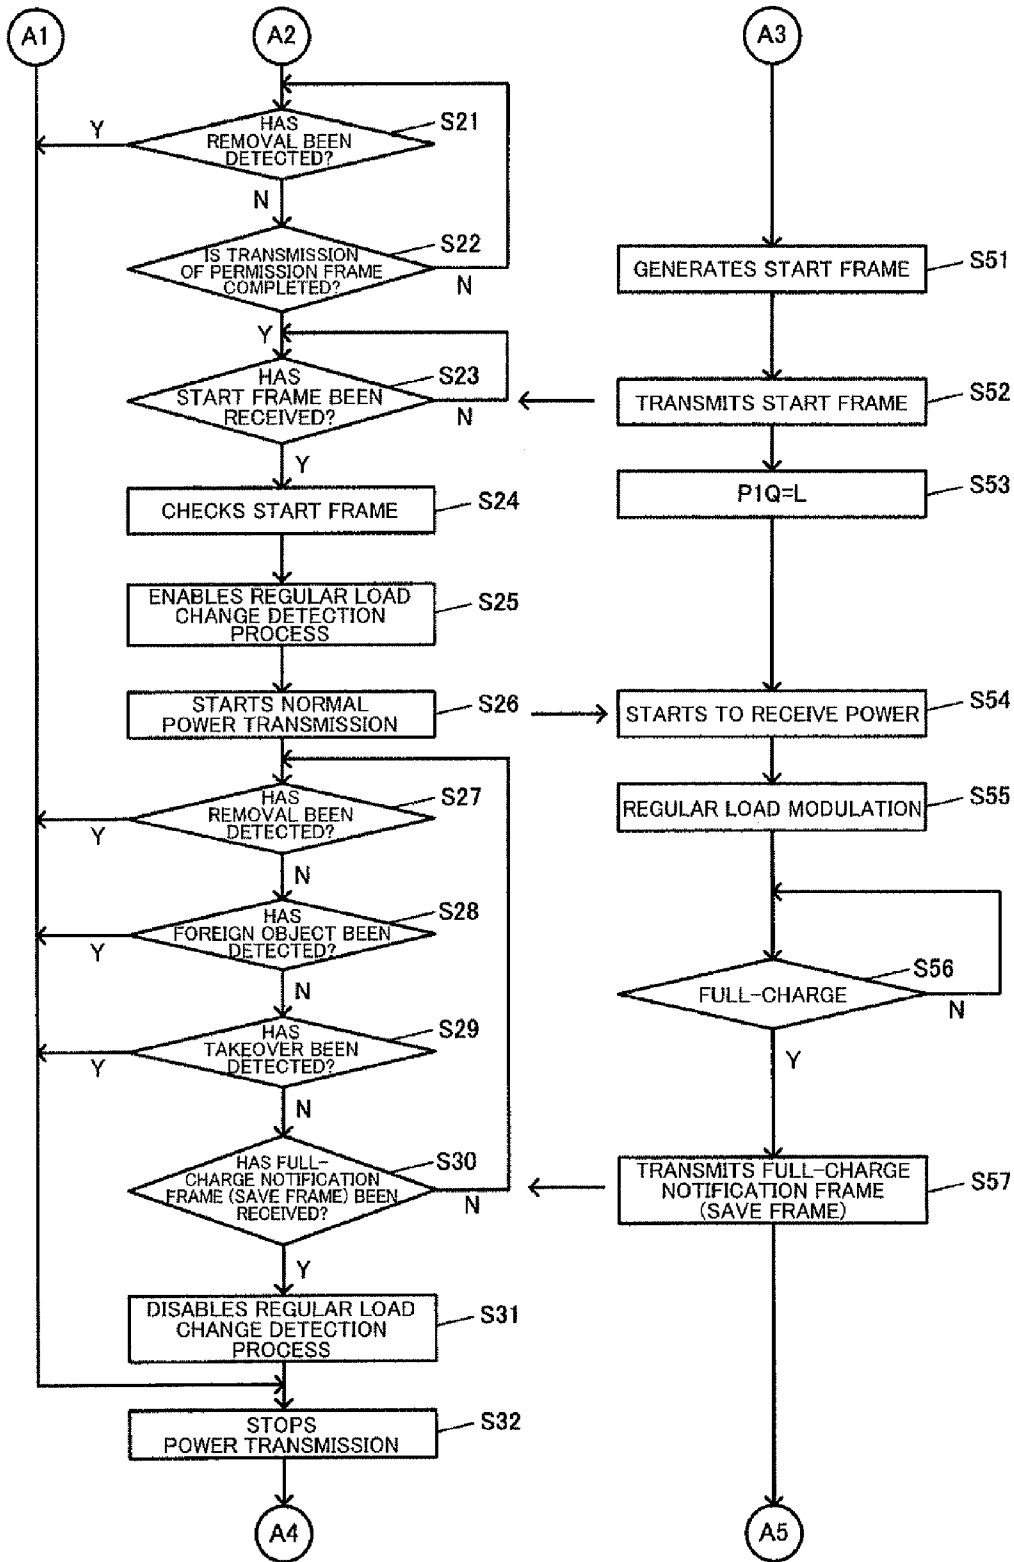 A1
A2
A3
HAS
REMOVAL BEEN
DETECTED?
S21
Y
N
IS TRANSMISSION
OF PERMISSION FRAME
COMPLETED?
S22
N
Y
HAS
START FRAME BEEN
RECEIVED?
S23
N
Y
CHECKS START FRAME
S24
ENABLES REGULAR LOAD
CHANGE DETECTION
PROCESS
S25
STARTS NORMAL
POWER TRANSMISSION
S26
HAS
REMOVAL BEEN
DETECTED?
S27
Y
N
HAS
FOREIGN OBJECT BEEN
DETECTED?
S28
Y
N
HAS
TAKEOVER BEEN
DETECTED?
S29
Y
N
HAS FULL-
CHARGE NOTIFICATION
FRAME (SAVE FRAME) BEEN
RECEIVED?
S30
N
Y
DISABLES REGULAR LOAD
CHANGE DETECTION
PROCESS
S31
STOPS
POWER TRANSMISSION
S32
A4
GENERATES START FRAME
S51
TRANSMITS START FRAME
S52
P1Q=L
S53
STARTS TO RECEIVE POWER
S54
REGULAR LOAD MODULATION
S55
FULL-CHARGE
S56
N
Y
TRANSMITS FULL-CHARGE
NOTIFICATION FRAME
(SAVE FRAME)
S57
A5